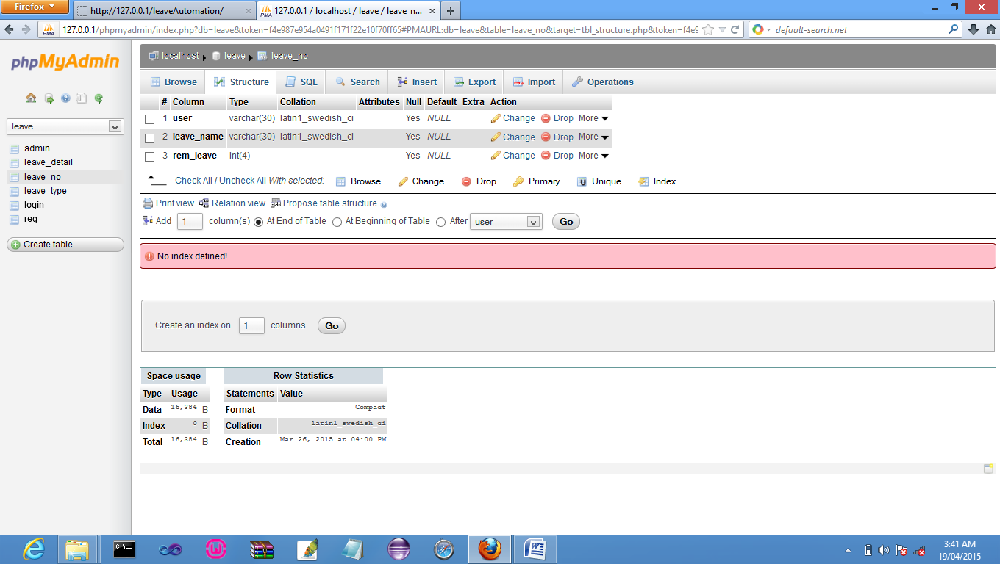 Firefox
http://127.0.0.1/leaveAutomation/
127.0.0.1 / localhost / leave / leave_n...
127.0.0.1/phpmyadmin/index.php?db=leave&token=f4e987e954a0491f171f22e10f70ff65#PMAURL:db=leave&table=leave_no&target=tbl_structure.php&token=f4e9
default-search.net
phpMyAdmin
leave
admin
leave_detail
leave_no
leave_type
login
reg
Create table
localhost leave leave_no
Browse Structure SQL Search Insert Export Import Operations
# Column Type Collation Attributes Null Default Extra Action
1 user varchar(30) latin1_swedish_ci Yes NULL Change Drop More
2 leave_name varchar(30) latin1_swedish_ci Yes NULL Change Drop More
3 rem_leave int(4) Yes NULL Change Drop More
Check All / Uncheck All With selected: Browse Change Drop Primary Unique Index
Print view Relation view Propose table structure
Add 1 column(s) At End of Table At Beginning of Table After user Go
No index defined!
Create an index on 1 columns Go
Space usage
Type Usage
Data 16,384 B
Index 0 B
Total 16,384 B
Row Statistics
Statements Value
Format Compact
Collation latin1_swedish_ci
Creation Mar 26, 2015 at 04:00 PM
3:41 AM
19/04/2015